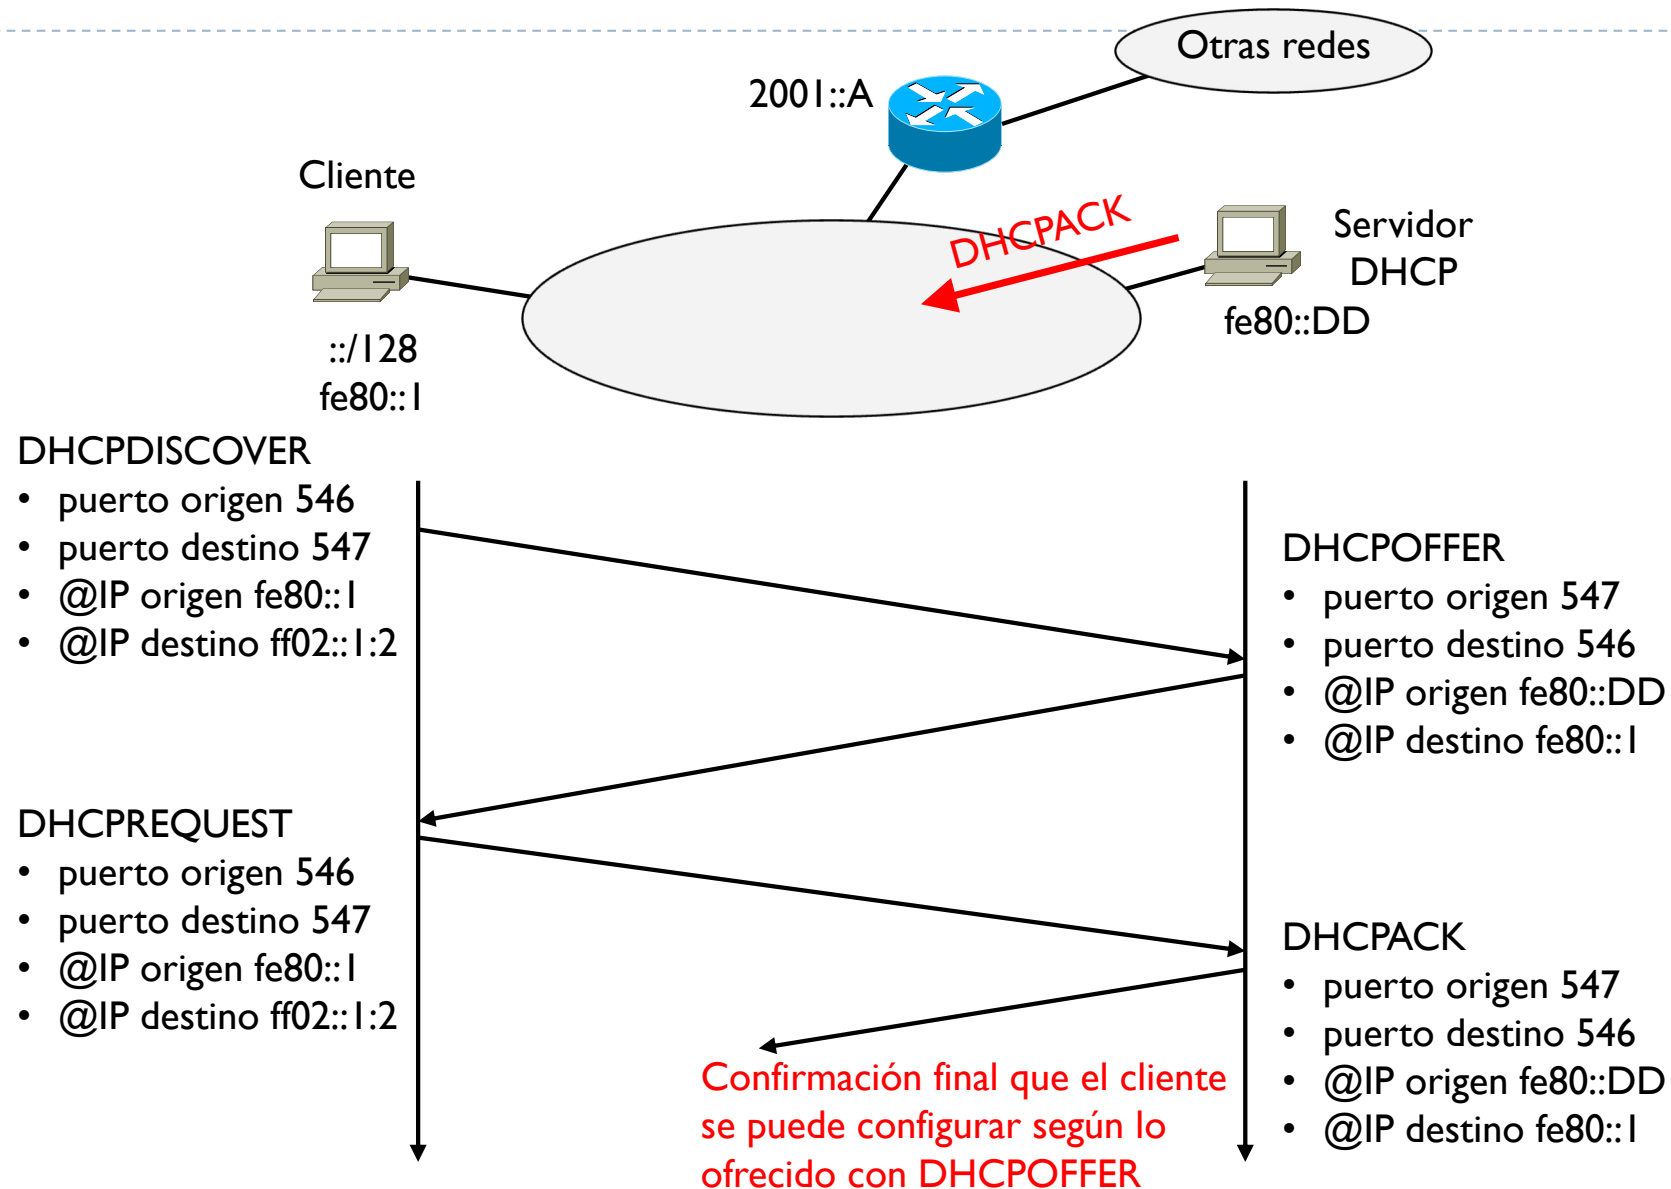 Otras redes
2001::A
Cliente
DHCPACK
Servidor
DHCP
fe80::DD
::/128
fe80::1
DHCPDISCOVER
• puerto origen 546
• puerto destino 547
• @IP origen fe80::1
• @IP destino ff02::1:2
DHCPOFFER
• puerto origen 547
• puerto destino 546
• @IP origen fe80::DD
• @IP destino fe80::1
DHCPREQUEST
• puerto origen 546
• puerto destino 547
• @IP origen fe80::1
• @IP destino ff02::1:2
DHCPACK
• puerto origen 547
• puerto destino 546
• @IP origen fe80::DD
• @IP destino fe80::1
Confirmación final que el cliente
se puede configurar según lo
ofrecido con DHCPOFFER